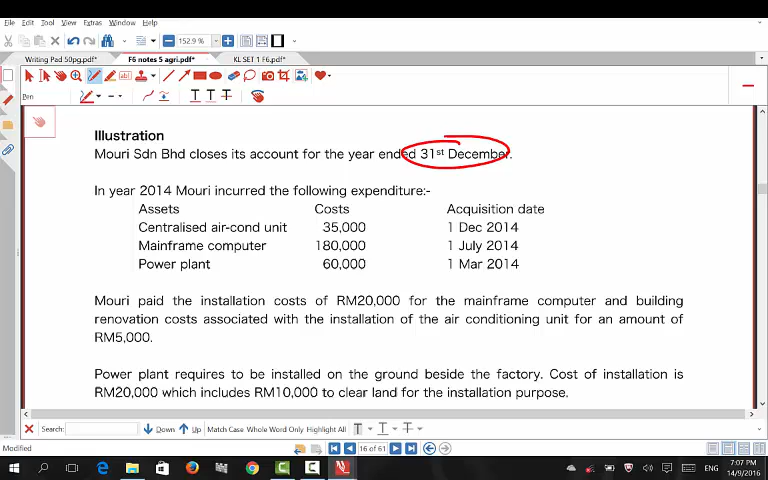 File Edit Tool View Extras Window Help
152.9 %
Writing Pad 50pg.pdf* F6 notes 5 agri.pdf* KL SET 1 F6.pdf*
Pen
Illustration
Mouri Sdn Bhd closes its account for the year ended 31st December.
In year 2014 Mouri incurred the following expenditure:-
Assets Costs Acquisition date
Centralised air-cond unit 35,000 1 Dec 2014
Mainframe computer 180,000 1 July 2014
Power plant 60,000 1 Mar 2014
Mouri paid the installation costs of RM20,000 for the mainframe computer and building
renovation costs associated with the installation of the air conditioning unit for an amount of
RM5,000.
Power plant requires to be installed on the ground beside the factory. Cost of installation is
RM20,000 which includes RM10,000 to clear land for the installation purpose.
Search: Down Up Match Case Whole Word Only Highlight All T T T
Modified 16 of 61
ENG 7:07 PM
14/9/2016